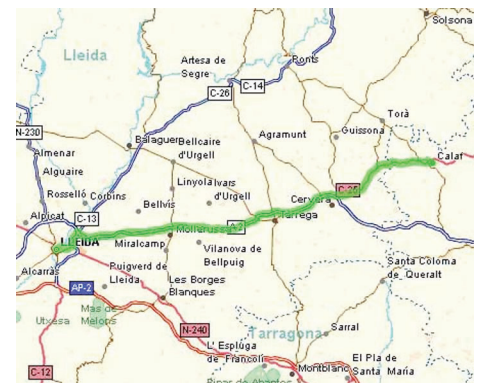 Solsona
Lleida
Artesa de
Segre
Ponts
C-26
C-14
Torà
N-230
Balaguer
Bellcaire
d'Urgell
Agramunt
Guissona
Almenar
Alguaire
Linyola
Ivars
d'Urgell
Rosselló
Corbins
Bellvis
Alpicat
C-13
Cervera
C-25
Calaf
Tàrrega
A-2
LLEIDA
Miralcamp
Vilanova de
Bellpuig
Alcarràs
Puigverd de
Lleida
Les Borges
Blanques
Santa Coloma
de Queralt
AP-2
Utxesa
Mas de
Melons
N-240
Tarragona
Sarral
L' Espluga
de Francolí
C-12
Montblanc
El Pla de
Santa Maria